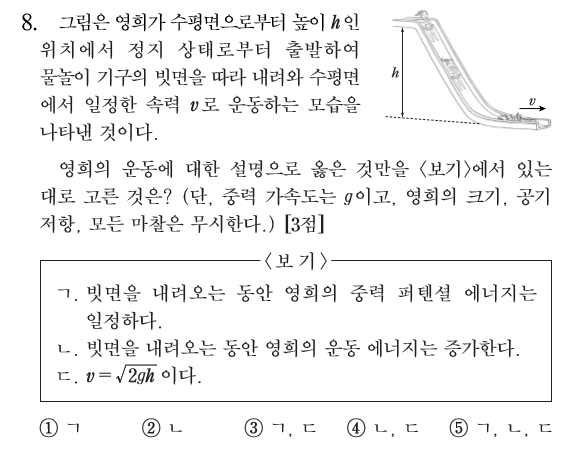 8. 그림은 영희가 수평면으로부터 높이 h인
위치에서 정지 상태로부터 출발하여
물놀이 기구의 빗면을 따라 내려와 수평면
에서 일정한 속력 v로 운동하는 모습을
나타낸 것이다.
h
v
영희의 운동에 대한 설명으로 옳은 것만을 <보기>에서 있는
대로 고른 것은? (단, 중력 가속도는 g이고, 영희의 크기, 공기
저항, 모든 마찰은 무시한다.) [3점]
<보 기>
ㄱ. 빗면을 내려오는 동안 영희의 중력 퍼텐셜 에너지는
일정하다.
ㄴ. 빗면을 내려오는 동안 영희의 운동 에너지는 증가한다.
ㄷ. v=√2gh 이다.
① ㄱ ② ㄴ ③ ㄱ, ㄷ ④ ㄴ, ㄷ ⑤ ㄱ, ㄴ, ㄷ